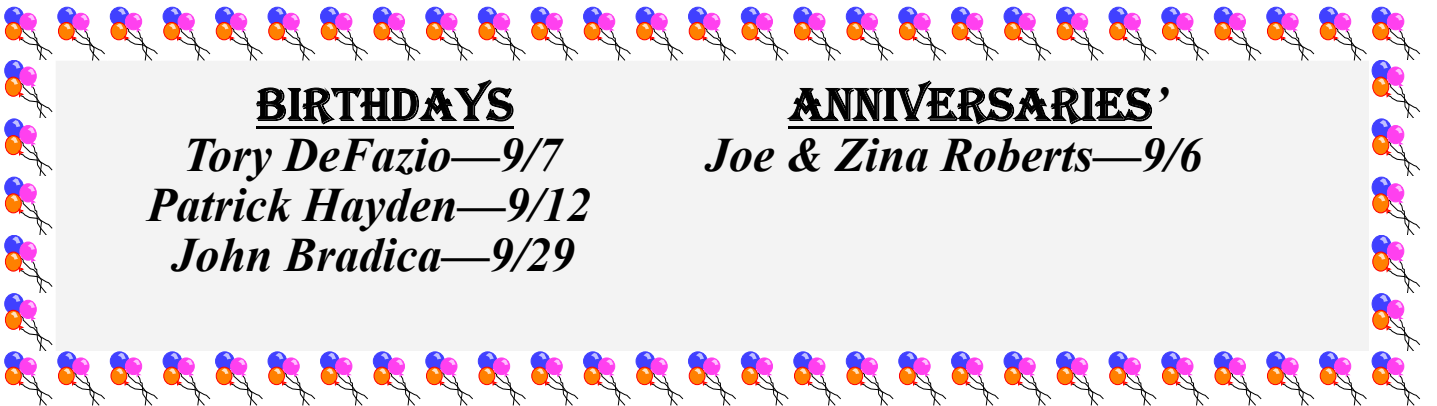 BIRTHDAYS
Tory DeFazio—9/7
Patrick Hayden—9/12
John Bradica—9/29
ANNIVERSARIES’
Joe & Zina Roberts—9/6